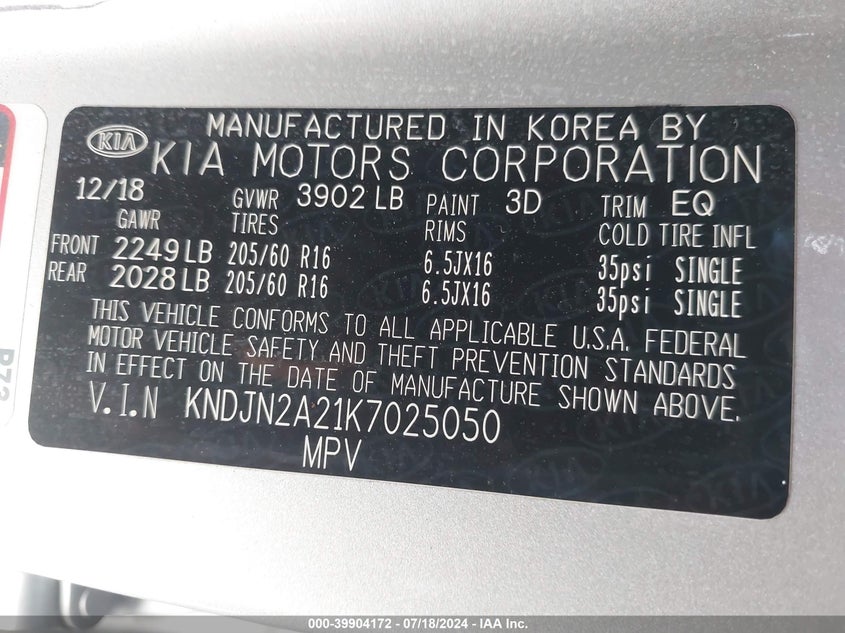 KIA MANUFACTURED IN KOREA BY
KIA MOTORS CORPORATION
12/18 GVWR 3902 LB PAINT 3D TRIM EQ
GAWR TIRES RIMS COLD TIRE INFL
FRONT 2249 LB 205/60 R16 6.5JX16 35psi SINGLE
REAR 2028 LB 205/60 R16 6.5JX16 35psi SINGLE
THIS VEHICLE CONFORMS TO ALL APPLICABLE U.S.A. FEDERAL
MOTOR VEHICLE SAFETY AND THEFT PREVENTION STANDARDS
IN EFFECT ON THE DATE OF MANUFACTURE SHOWN ABOVE.
V.I.N KNDJN2A21K7025050
MPV
000-39904172 - 07/18/2024 - IAA Inc.